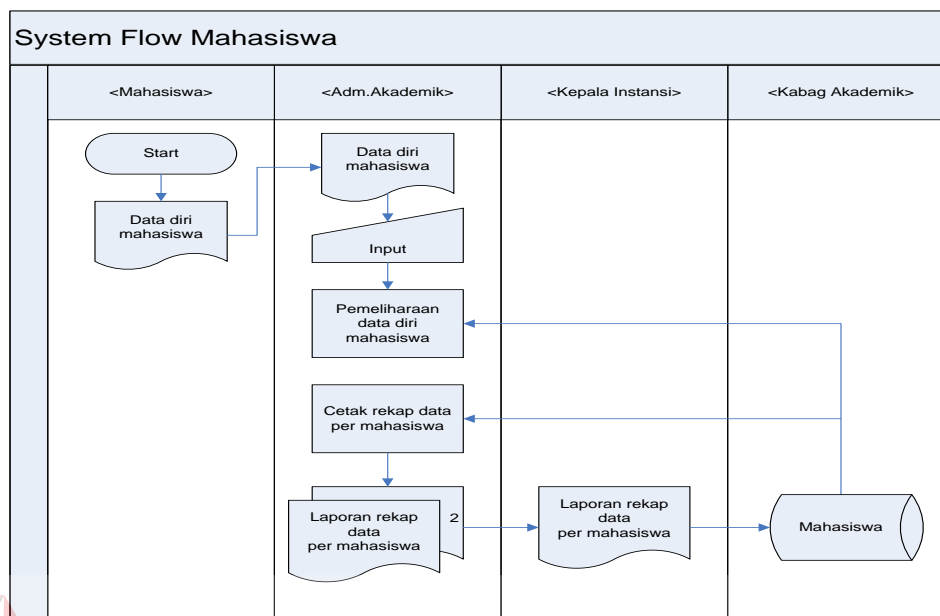 System Flow Mahasiswa
<Mahasiswa>
<Adm.Akademik>
<Kepala Instansi>
<Kabag Akademik>
Start
Data diri
mahasiswa
Data diri
mahasiswa
Input
Pemeliharaan
data diri
mahasiswa
Cetak rekap data
per mahasiswa
Laporan rekap
data
per mahasiswa
2
Laporan rekap
data
per mahasiswa
Mahasiswa